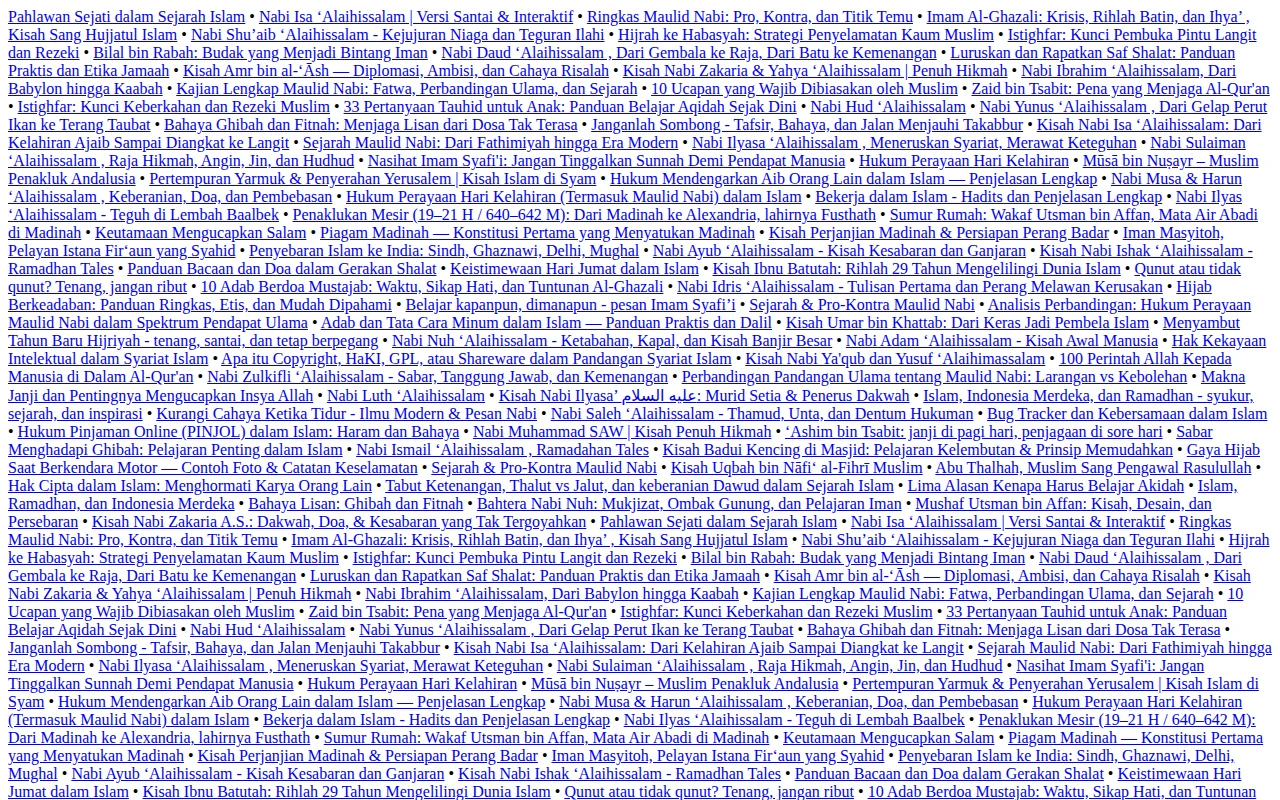 Pahlawan Sejati dalam Sejarah Islam • Nabi Isa ‘Alaihissalam | Versi Santai & Interaktif • Ringkas Maulid Nabi: Pro, Kontra, dan Titik Temu • Imam Al-Ghazali: Krisis, Rihlah Batin, dan Ihya’ ,
Kisah Sang Hujjatul Islam • Nabi Shu’aib ‘Alaihissalam - Kejujuran Niaga dan Teguran Ilahi • Hijrah ke Habasyah: Strategi Penyelamatan Kaum Muslim • Istighfar: Kunci Pembuka Pintu Langit
dan Rezeki • Bilal bin Rabah: Budak yang Menjadi Bintang Iman • Nabi Daud ‘Alaihissalam , Dari Gembala ke Raja, Dari Batu ke Kemenangan • Luruskan dan Rapatkan Saf Shalat: Panduan
Praktis dan Etika Jamaah • Kisah Amr bin al-‘Āsh — Diplomasi, Ambisi, dan Cahaya Risalah • Kisah Nabi Zakaria & Yahya ‘Alaihissalam | Penuh Hikmah • Nabi Ibrahim ‘Alaihissalam, Dari
Babylon hingga Kaabah • Kajian Lengkap Maulid Nabi: Fatwa, Perbandingan Ulama, dan Sejarah • 10 Ucapan yang Wajib Dibiasakan oleh Muslim • Zaid bin Tsabit: Pena yang Menjaga Al-Qur'an
• Istighfar: Kunci Keberkahan dan Rezeki Muslim • 33 Pertanyaan Tauhid untuk Anak: Panduan Belajar Aqidah Sejak Dini • Nabi Hud ‘Alaihissalam • Nabi Yunus ‘Alaihissalam , Dari Gelap Perut
Ikan ke Terang Taubat • Bahaya Ghibah dan Fitnah: Menjaga Lisan dari Dosa Tak Terasa • Janganlah Sombong - Tafsir, Bahaya, dan Jalan Menjauhi Takabbur • Kisah Nabi Isa ‘Alaihissalam: Dari
Kelahiran Ajaib Sampai Diangkat ke Langit • Sejarah Maulid Nabi: Dari Fathimiyah hingga Era Modern • Nabi Ilyasa ‘Alaihissalam , Meneruskan Syariat, Merawat Keteguhan • Nabi Sulaiman
‘Alaihissalam , Raja Hikmah, Angin, Jin, dan Hudhud • Nasihat Imam Syafi'i: Jangan Tinggalkan Sunnah Demi Pendapat Manusia • Hukum Perayaan Hari Kelahiran • Mūsā bin Nuṣayr – Muslim
Penakluk Andalusia • Pertempuran Yarmuk & Penyerahan Yerusalem | Kisah Islam di Syam • Hukum Mendengarkan Aib Orang Lain dalam Islam — Penjelasan Lengkap • Nabi Musa & Harun
‘Alaihissalam , Keberanian, Doa, dan Pembebasan • Hukum Perayaan Hari Kelahiran (Termasuk Maulid Nabi) dalam Islam • Bekerja dalam Islam - Hadits dan Penjelasan Lengkap • Nabi Ilyas
‘Alaihissalam - Teguh di Lembah Baalbek • Penaklukan Mesir (19–21 H / 640–642 M): Dari Madinah ke Alexandria, lahirnya Fusthath • Sumur Rumah: Wakaf Utsman bin Affan, Mata Air Abadi
di Madinah • Keutamaan Mengucapkan Salam • Piagam Madinah — Konstitusi Pertama yang Menyatukan Madinah • Kisah Perjanjian Madinah & Persiapan Perang Badar • Iman Masyitoh,
Pelayan Istana Fir‘aun yang Syahid • Penyebaran Islam ke India: Sindh, Ghaznawi, Delhi, Mughal • Nabi Ayub ‘Alaihissalam - Kisah Kesabaran dan Ganjaran • Kisah Nabi Ishak ‘Alaihissalam -
Ramadhan Tales • Panduan Bacaan dan Doa dalam Gerakan Shalat • Keistimewaan Hari Jumat dalam Islam • Kisah Ibnu Batutah: Rihlah 29 Tahun Mengelilingi Dunia Islam • Qunut atau tidak
qunut? Tenang, jangan ribut • 10 Adab Berdoa Mustajab: Waktu, Sikap Hati, dan Tuntunan Al-Ghazali • Nabi Idris ‘Alaihissalam - Tulisan Pertama dan Perang Melawan Kerusakan • Hijab
Berkeadaban: Panduan Ringkas, Etis, dan Mudah Dipahami • Belajar kapanpun, dimanapun - pesan Imam Syafi’i • Sejarah & Pro-Kontra Maulid Nabi • Analisis Perbandingan: Hukum Perayaan
Maulid Nabi dalam Spektrum Pendapat Ulama • Adab dan Tata Cara Minum dalam Islam — Panduan Praktis dan Dalil • Kisah Umar bin Khattab: Dari Keras Jadi Pembela Islam • Menyambut
Tahun Baru Hijriyah - tenang, santai, dan tetap berpegang • Nabi Nuh ‘Alaihissalam - Ketabahan, Kapal, dan Kisah Banjir Besar • Nabi Adam ‘Alaihissalam - Kisah Awal Manusia • Hak Kekayaan
Intelektual dalam Syariat Islam • Apa itu Copyright, HaKI, GPL, atau Shareware dalam Pandangan Syariat Islam • Kisah Nabi Ya'qub dan Yusuf ‘Alaihimassalam • 100 Perintah Allah Kepada
Manusia di Dalam Al-Qur'an • Nabi Zulkifli ‘Alaihissalam - Sabar, Tanggung Jawab, dan Kemenangan • Perbandingan Pandangan Ulama tentang Maulid Nabi: Larangan vs Kebolehan • Makna
Janji dan Pentingnya Mengucapkan Insya Allah • Nabi Luth ‘Alaihissalam • Kisah Nabi Ilyasa’ عليه السلام: Murid Setia & Penerus Dakwah • Islam, Indonesia Merdeka, dan Ramadhan - syukur,
sejarah, dan inspirasi • Kurangi Cahaya Ketika Tidur - Ilmu Modern & Pesan Nabi • Nabi Saleh ‘Alaihissalam - Thamud, Unta, dan Dentum Hukuman • Bug Tracker dan Kebersamaan dalam Islam
• Hukum Pinjaman Online (PINJOL) dalam Islam: Haram dan Bahaya • Nabi Muhammad SAW | Kisah Penuh Hikmah • ‘Ashim bin Tsabit: janji di pagi hari, penjagaan di sore hari • Sabar
Menghadapi Ghibah: Pelajaran Penting dalam Islam • Nabi Ismail ‘Alaihissalam , Ramadahan Tales • Kisah Badui Kencing di Masjid: Pelajaran Kelembutan & Prinsip Memudahkan • Gaya Hijab
Saat Berkendara Motor — Contoh Foto & Catatan Keselamatan • Sejarah & Pro-Kontra Maulid Nabi • Kisah Uqbah bin Nāfi‘ al-Fihrī Muslim • Abu Thalhah, Muslim Sang Pengawal Rasulullah •
Hak Cipta dalam Islam: Menghormati Karya Orang Lain • Tabut Ketenangan, Thalut vs Jalut, dan keberanian Dawud dalam Sejarah Islam • Lima Alasan Kenapa Harus Belajar Akidah • Islam,
Ramadhan, dan Indonesia Merdeka • Bahaya Lisan: Ghibah dan Fitnah • Bahtera Nabi Nuh: Mukjizat, Ombak Gunung, dan Pelajaran Iman • Mushaf Utsman bin Affan: Kisah, Desain, dan
Persebaran • Kisah Nabi Zakaria A.S.: Dakwah, Doa, & Kesabaran yang Tak Tergoyahkan • Pahlawan Sejati dalam Sejarah Islam • Nabi Isa ‘Alaihissalam | Versi Santai & Interaktif • Ringkas
Maulid Nabi: Pro, Kontra, dan Titik Temu • Imam Al-Ghazali: Krisis, Rihlah Batin, dan Ihya’ , Kisah Sang Hujjatul Islam • Nabi Shu’aib ‘Alaihissalam - Kejujuran Niaga dan Teguran Ilahi • Hijrah
ke Habasyah: Strategi Penyelamatan Kaum Muslim • Istighfar: Kunci Pembuka Pintu Langit dan Rezeki • Bilal bin Rabah: Budak yang Menjadi Bintang Iman • Nabi Daud ‘Alaihissalam , Dari
Gembala ke Raja, Dari Batu ke Kemenangan • Luruskan dan Rapatkan Saf Shalat: Panduan Praktis dan Etika Jamaah • Kisah Amr bin al-‘Āsh — Diplomasi, Ambisi, dan Cahaya Risalah • Kisah
Nabi Zakaria & Yahya ‘Alaihissalam | Penuh Hikmah • Nabi Ibrahim ‘Alaihissalam, Dari Babylon hingga Kaabah • Kajian Lengkap Maulid Nabi: Fatwa, Perbandingan Ulama, dan Sejarah • 10
Ucapan yang Wajib Dibiasakan oleh Muslim • Zaid bin Tsabit: Pena yang Menjaga Al-Qur'an • Istighfar: Kunci Keberkahan dan Rezeki Muslim • 33 Pertanyaan Tauhid untuk Anak: Panduan
Belajar Aqidah Sejak Dini • Nabi Hud ‘Alaihissalam • Nabi Yunus ‘Alaihissalam , Dari Gelap Perut Ikan ke Terang Taubat • Bahaya Ghibah dan Fitnah: Menjaga Lisan dari Dosa Tak Terasa •
Janganlah Sombong - Tafsir, Bahaya, dan Jalan Menjauhi Takabbur • Kisah Nabi Isa ‘Alaihissalam: Dari Kelahiran Ajaib Sampai Diangkat ke Langit • Sejarah Maulid Nabi: Dari Fathimiyah hingga
Era Modern • Nabi Ilyasa ‘Alaihissalam , Meneruskan Syariat, Merawat Keteguhan • Nabi Sulaiman ‘Alaihissalam , Raja Hikmah, Angin, Jin, dan Hudhud • Nasihat Imam Syafi'i: Jangan
Tinggalkan Sunnah Demi Pendapat Manusia • Hukum Perayaan Hari Kelahiran • Mūsā bin Nuṣayr – Muslim Penakluk Andalusia • Pertempuran Yarmuk & Penyerahan Yerusalem | Kisah Islam di
Syam • Hukum Mendengarkan Aib Orang Lain dalam Islam — Penjelasan Lengkap • Nabi Musa & Harun ‘Alaihissalam , Keberanian, Doa, dan Pembebasan • Hukum Perayaan Hari Kelahiran
(Termasuk Maulid Nabi) dalam Islam • Bekerja dalam Islam - Hadits dan Penjelasan Lengkap • Nabi Ilyas ‘Alaihissalam - Teguh di Lembah Baalbek • Penaklukan Mesir (19–21 H / 640–642 M):
Dari Madinah ke Alexandria, lahirnya Fusthath • Sumur Rumah: Wakaf Utsman bin Affan, Mata Air Abadi di Madinah • Keutamaan Mengucapkan Salam • Piagam Madinah — Konstitusi Pertama
yang Menyatukan Madinah • Kisah Perjanjian Madinah & Persiapan Perang Badar • Iman Masyitoh, Pelayan Istana Fir‘aun yang Syahid • Penyebaran Islam ke India: Sindh, Ghaznawi, Delhi,
Mughal • Nabi Ayub ‘Alaihissalam - Kisah Kesabaran dan Ganjaran • Kisah Nabi Ishak ‘Alaihissalam - Ramadhan Tales • Panduan Bacaan dan Doa dalam Gerakan Shalat • Keistimewaan Hari
Jumat dalam Islam • Kisah Ibnu Batutah: Rihlah 29 Tahun Mengelilingi Dunia Islam • Qunut atau tidak qunut? Tenang, jangan ribut • 10 Adab Berdoa Mustajab: Waktu, Sikap Hati, dan Tuntunan